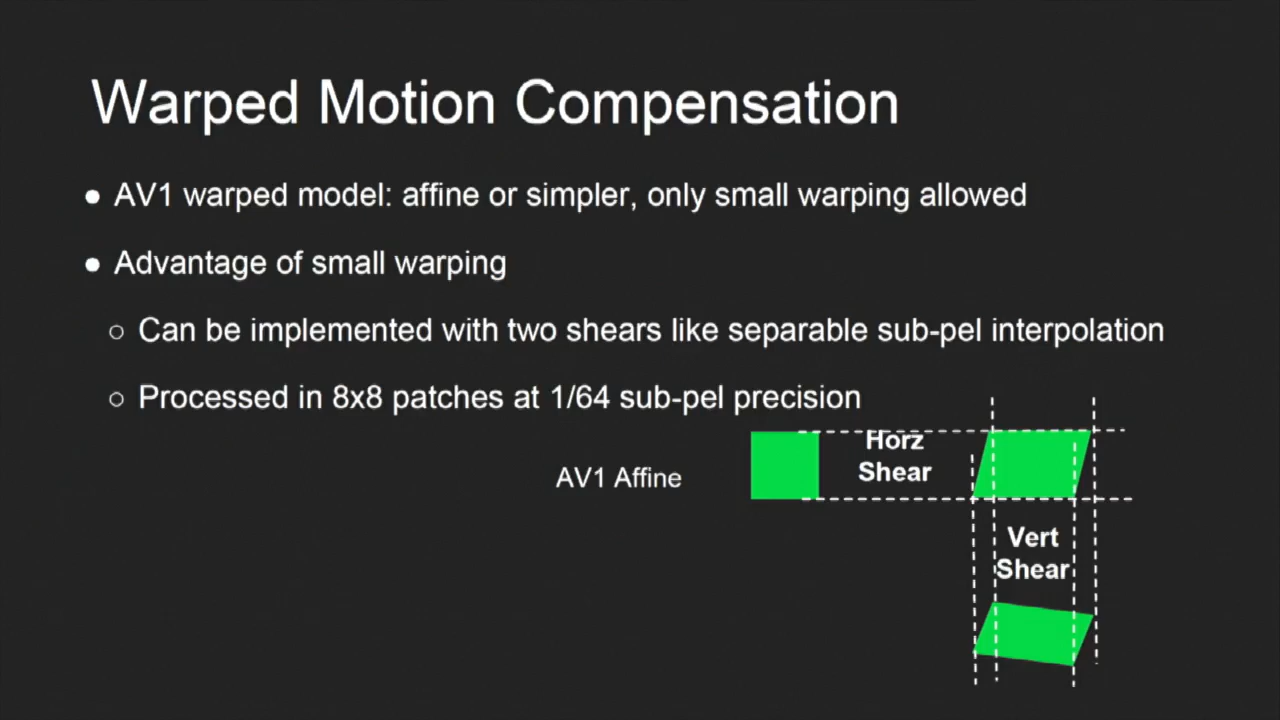 Warped Motion Compensation
● AV1 warped model: affine or simpler, only small warping allowed
● Advantage of small warping
○ Can be implemented with two shears like separable sub-pel interpolation
○ Processed in 8x8 patches at 1/64 sub-pel precision
AV1 Affine
Horz
Shear
Vert
Shear